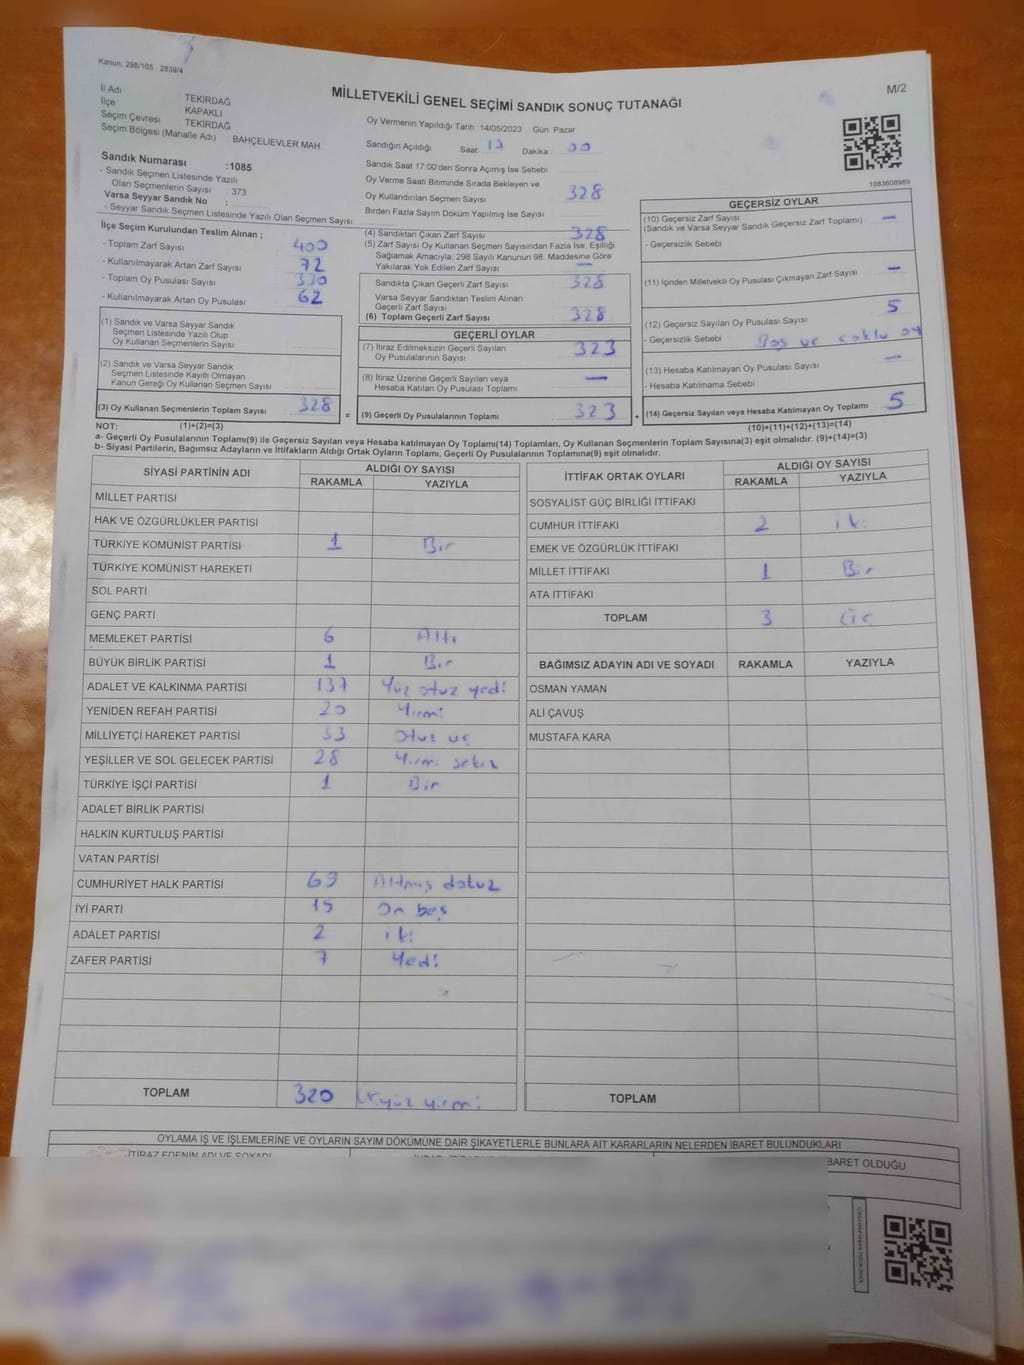 Kanun; 298/105 , 2839/4
MİLLETVEKİLİ GENEL SEÇİMİ SANDIK SONUÇ TUTANAĞI
M/2
İl Adı TEKİRDAĞ
İlçe KAPAKLI
Seçim Çevresi TEKİRDAĞ
Seçim Bölgesi (Mahalle Adı) BAHÇELİEVLER MAH
Sandık Numarası :1085
- Sandık Seçmen Listesinde Yazılı
Olan Seçmenlerin Sayısı : 373
Varsa Seyyar Sandık No :
- Seyyar Sandık Seçmen Listesinde Yazılı Olan Seçmen Sayısı :
Oy Vermenin Yapıldığı Tarih 14/05/2023 Gün Pazar
Sandığın Açıldığı Saat 17 Dakika 00
Sandık Saat 17:00'den Sonra Açımış İse Sebebi
Oy Verme Saati Bitiminde Sırada Bekleyen ve
Oy Kullandırılan Seçmen Sayısı 328
Birden Fazla Sayım Döküm Yapılmış İse Sayısı
1083608989
İlçe Seçim Kurulundan Teslim Alınan ;
- Toplam Zarf Sayısı 400
- Kullanılmayarak Artan Zarf Sayısı 72
- Toplam Oy Pusulası Sayısı
- Kullanılmayarak Artan Oy Pusulası 62
(4) Sandıktan Çıkan Zarf Sayısı 328
(5) Zarf Sayısı Oy Kullanan Seçmen Sayısından Fazla İse, Eşitliği
Sağlamak Amacıyla, 298 Sayılı Kanunun 98. Maddesine Göre
Yakılarak Yok Edilen Zarf Sayısı —
Sandıkta Çıkan Geçerli Zarf Sayısı 328
Varsa Seyyar Sandıktan Teslim Alınan
Geçerli Zarf Sayısı
(6) Toplam Geçerli Zarf Sayısı 328
GEÇERSİZ OYLAR
(10) Geçersiz Zarf Sayısı —
(Sandık ve Varsa Seyyar Sandık Geçersiz Zarf Toplamı)
- Geçersizlik Sebebi
(11) İçinden Milletvekili Oy Pusulası Çıkmayan Zarf Sayısı —
(12) Geçersiz Sayılan Oy Pusulası Sayısı 5
- Geçersizlik Sebebi Boş ve oy
(13) Hesaba Katılmayan Oy Pusulası Sayısı —
- Hesaba Katılmama Sebebi
(14) Geçersiz Sayılan veya Hesaba Katılmayan Oy Toplamı 5
(10)+(11)+(12)+(13)=(14)
(1) Sandık ve Varsa Seyyar Sandık
Seçmen Listesinde Yazılı Olup
Oy Kullanan Seçmenlerin Sayısı
(2) Sandık ve Varsa Seyyar Sandık
Seçmen Listesinde Kayıtlı Olmayan
Kanun Gereği Oy Kullanan Seçmen Sayısı
(3) Oy Kullanan Seçmenlerin Toplam Sayısı 328
GEÇERLİ OYLAR
(7) İtiraz Edilmeksizin Geçerli Sayılan
Oy Pusulalarının Sayısı 323
(8) İtiraz Üzerine Geçerli Sayılan veya
Hesaba Katılan Oy Pusulası Toplamı —
= (9) Geçerli Oy Pusulalarının Toplamı 323 +
NOT: (1)+(2)=(3)
a- Geçerli Oy Pusulalarının Toplamı(9) ile Geçersiz Sayılan veya Hesaba katılmayan Oy Toplamı(14) Toplamları, Oy Kullanan Seçmenlerin Toplam Sayısına(3) eşit olmalıdır. (9)+(14)=(3)
b- Siyasi Partilerin, Bağımsız Adayların ve İttifakların Aldığı Ortak Oyların Toplamı, Geçerli Oy Pusulalarının Toplamına(9) eşit olmalıdır.
SİYASİ PARTİNİN ADI ALDIĞI OY SAYISI
RAKAMLA YAZIYLA
MİLLET PARTİSİ
HAK VE ÖZGÜRLÜKLER PARTİSİ
TÜRKİYE KOMÜNİST PARTİSİ 1 Bir
TÜRKİYE KOMÜNİST HAREKETİ
SOL PARTİ
GENÇ PARTİ
MEMLEKET PARTİSİ 6 Altı
BÜYÜK BİRLİK PARTİSİ 1 Bir
ADALET VE KALKINMA PARTİSİ 137 Yüz otuz yedi
YENİDEN REFAH PARTİSİ 20 Yirmi
MİLLİYETÇİ HAREKET PARTİSİ 33 Otuz üç
YEŞİLLER VE SOL GELECEK PARTİSİ 28 Yirmi sekiz
TÜRKİYE İŞÇİ PARTİSİ 1 Bir
ADALET BİRLİK PARTİSİ
HALKIN KURTULUŞ PARTİSİ
VATAN PARTİSİ
CUMHURİYET HALK PARTİSİ 69 Altmış dokuz
İYİ PARTİ 15 On beş
ADALET PARTİSİ 2 iki
ZAFER PARTİSİ 7 Yedi
TOPLAM 320 üçyüz yirmi
İTTİFAK ORTAK OYLARI ALDIĞI OY SAYISI
RAKAMLA YAZIYLA
SOSYALİST GÜÇ BİRLİĞİ İTTİFAKI
CUMHUR İTTİFAKI 2 iki
EMEK VE ÖZGÜRLÜK İTTİFAKI
MİLLET İTTİFAKI 1 Bir
ATA İTTİFAKI
TOPLAM 3 üç
BAĞIMSIZ ADAYIN ADI VE SOYADI RAKAMLA YAZIYLA
OSMAN YAMAN
ALİ ÇAVUŞ
MUSTAFA KARA
TOPLAM
OYLAMA İŞ VE İŞLEMLERİNE VE OYLARIN SAYIM DÖKÜMÜNE DAİR ŞİKAYETLERLE BUNLARA AİT KARARLARIN NELERDEN İBARET BULUNDUKLARI
İTİRAZ EDENİN ADI VE SOYADI
BARET OLDUĞU